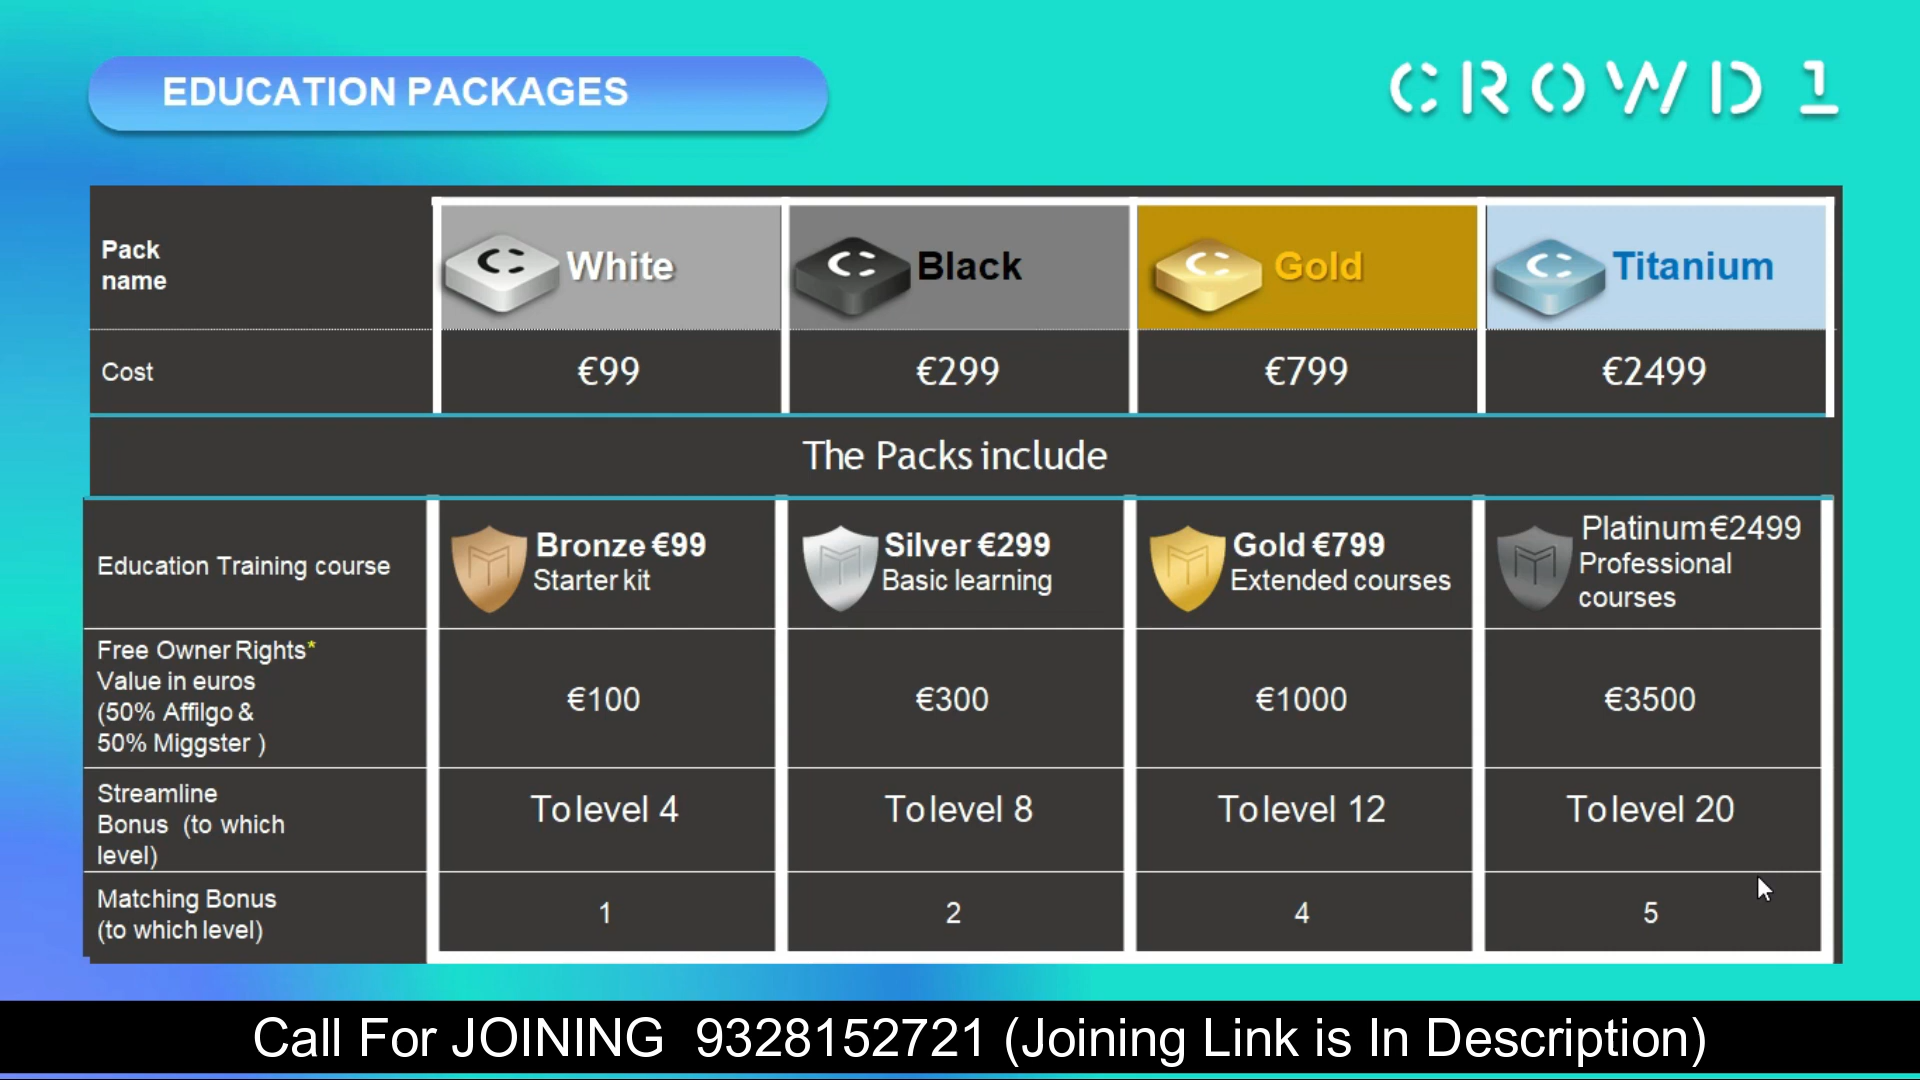 EDUCATION PACKAGES
CROWD 1
Pack
name
White
Black
Gold
Titanium
Cost
€99
€299
€799
€2499
The Packs include
Education Training course
Bronze €99
Starter kit
Silver €299
Basic learning
Gold €799
Extended courses
Platinum €2499
Professional
courses
Free Owner Rights*
Value in euros
(50% Affilgo &
50% Miggster )
€100
€300
€1000
€3500
Streamline
Bonus (to which
level)
To level 4
To level 8
To level 12
To level 20
Matching Bonus
(to which level)
1
2
4
5
Call For JOINING 9328152721 (Joining Link is In Description)